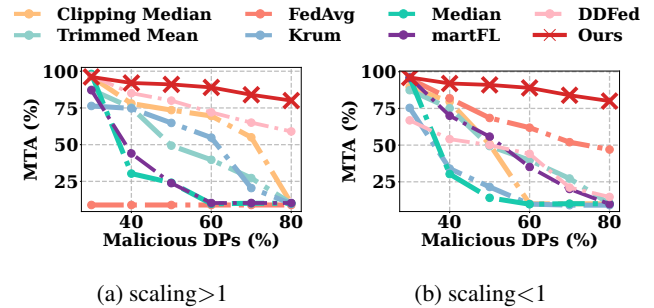 Clipping Median FedAvg Median DDFed
Trimmed Mean Krum martFL Ours
100
75
50
25
MTA (%)
40 60 80
Malicious DPs (%)
(a) scaling>1
100
75
50
25
MTA (%)
40 60 80
Malicious DPs (%)
(b) scaling<1